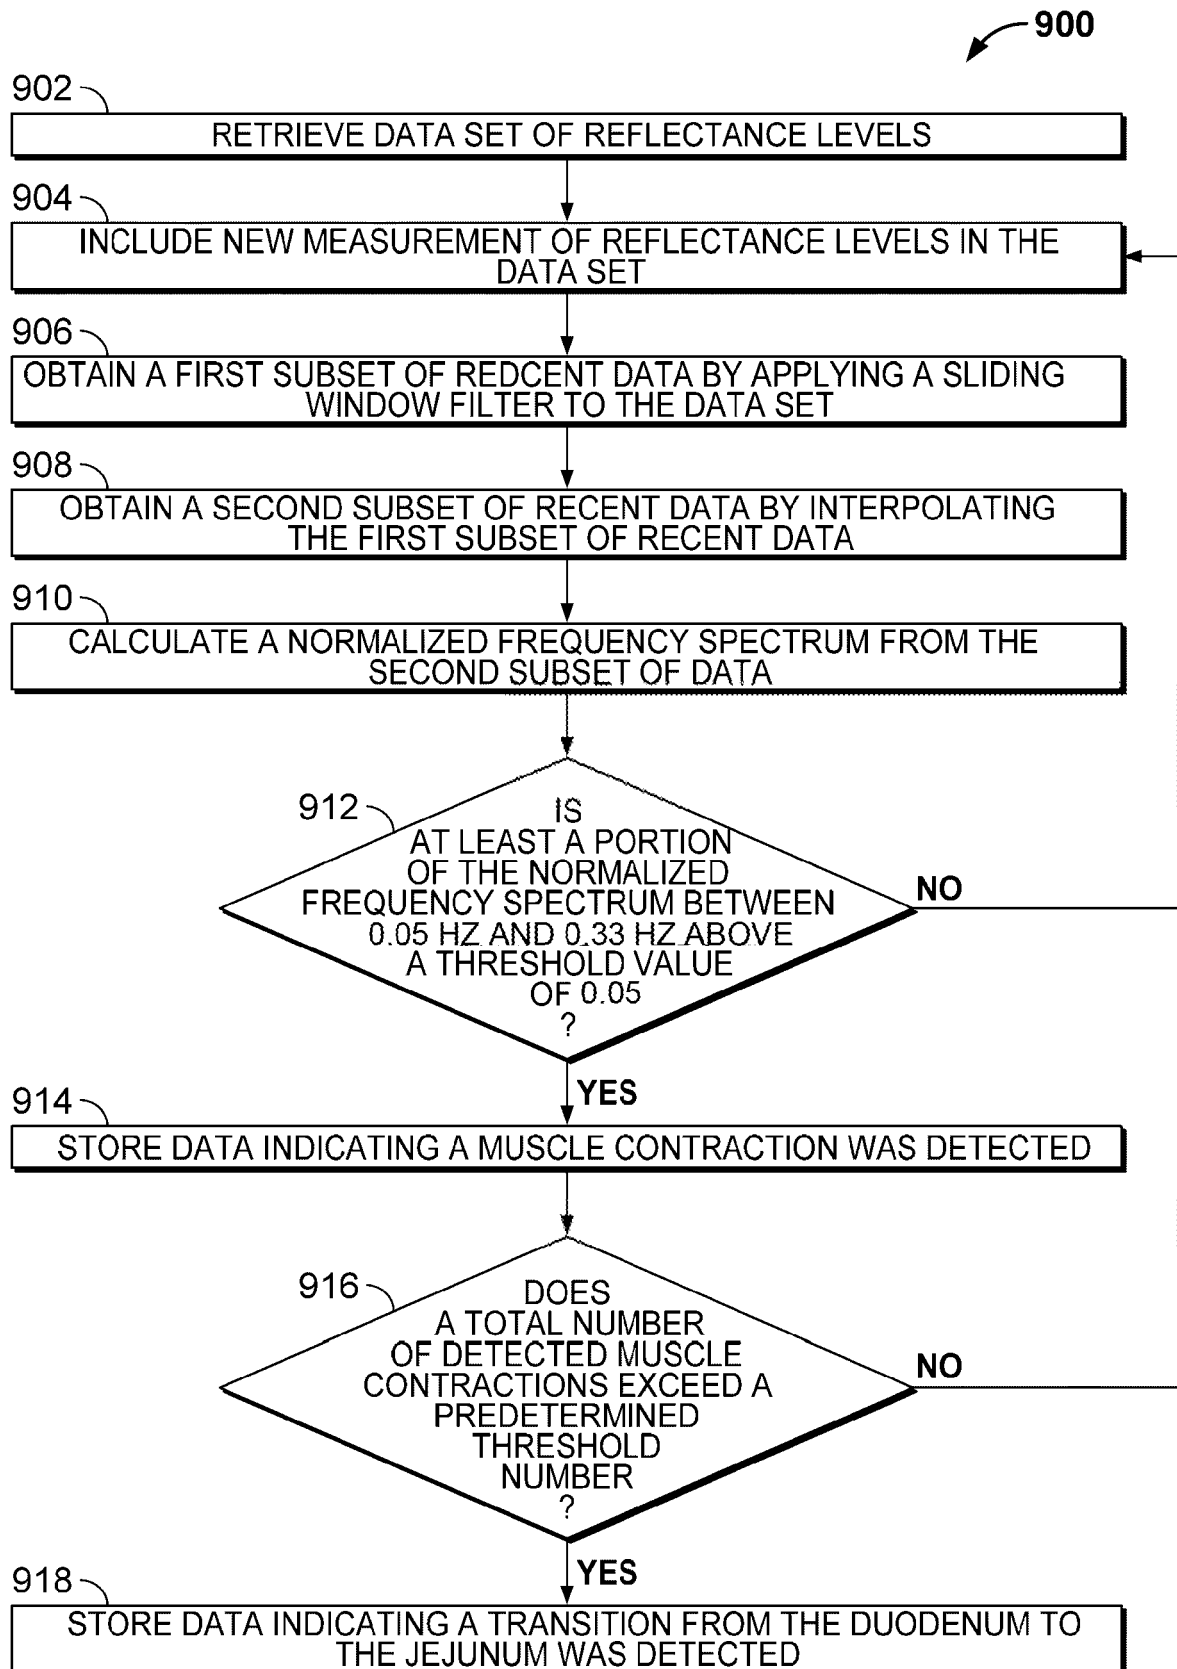 900
902
RETRIEVE DATA SET OF REFLECTANCE LEVELS
904
INCLUDE NEW MEASUREMENT OF REFLECTANCE LEVELS IN THE
DATA SET
906
OBTAIN A FIRST SUBSET OF REDCENT DATA BY APPLYING A SLIDING
WINDOW FILTER TO THE DATA SET
908
OBTAIN A SECOND SUBSET OF RECENT DATA BY INTERPOLATING
THE FIRST SUBSET OF RECENT DATA
910
CALCULATE A NORMALIZED FREQUENCY SPECTRUM FROM THE
SECOND SUBSET OF DATA
912
IS
AT LEAST A PORTION
OF THE NORMALIZED
FREQUENCY SPECTRUM BETWEEN
0.05 HZ AND 0.33 HZ ABOVE
A THRESHOLD VALUE
OF 0.05
?
NO
YES
914
STORE DATA INDICATING A MUSCLE CONTRACTION WAS DETECTED
916
DOES
A TOTAL NUMBER
OF DETECTED MUSCLE
CONTRACTIONS EXCEED A
PREDETERMINED
THRESHOLD
NUMBER
?
NO
YES
918
STORE DATA INDICATING A TRANSITION FROM THE DUODENUM TO
THE JEJUNUM WAS DETECTED